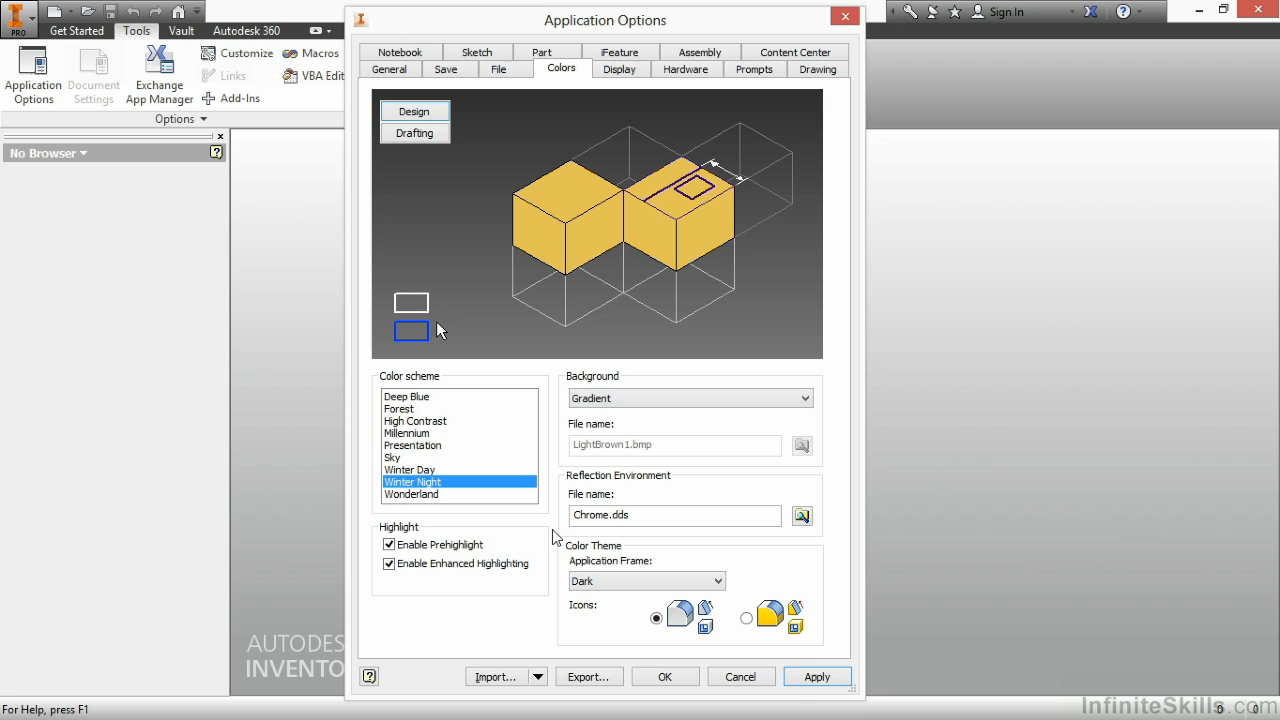 PRO
Application Options
Sign In
Get Started Tools Vault Autodesk 360
Application Options
Document Settings
Exchange App Manager
Customize
Links
Add-Ins
Macros
VBA Edit
Options
No Browser
Notebook Sketch Part iFeature Assembly Content Center
General Save File Colors Display Hardware Prompts Drawing
Design
Drafting
Color scheme
Deep Blue
Forest
High Contrast
Millennium
Presentation
Sky
Winter Day
Winter Night
Wonderland
Highlight
Enable Prehighlight
Enable Enhanced Highlighting
Background
Gradient
File name:
LightBrown1.bmp
Reflection Environment
File name:
Chrome.dds
Color Theme
Application Frame:
Dark
Icons:
Import... Export... OK Cancel Apply
AUTODES
INVENTO
For Help, press F1
0 0
InfiniteSkills.com